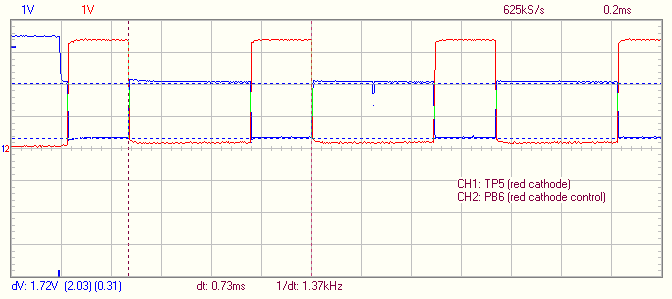 1V 1V 625kS/s 0.2ms
12
CH1: TP5 (red cathode)
CH2: PB6 (red cathode control)
dV: 1.72V (2.03) (0.31) dt: 0.73ms 1/dt: 1.37kHz